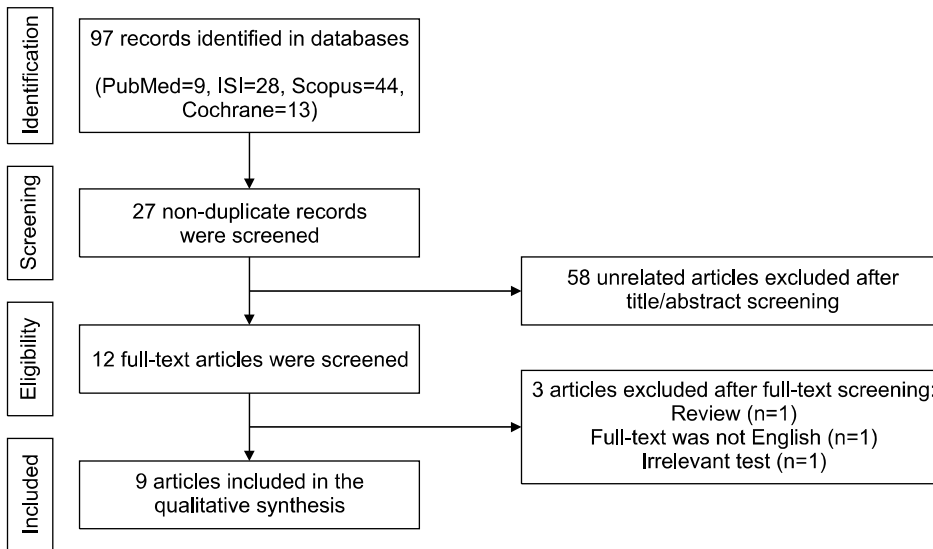 Identification
97 records identified in databases
(PubMed=9, ISI=28, Scopus=44,
Cochrane=13)
Screening
27 non-duplicate records
were screened
58 unrelated articles excluded after
title/abstract screening
Eligibility
12 full-text articles were screened
3 articles excluded after full-text screening:
Review (n=1)
Full-text was not English (n=1)
Irrelevant test (n=1)
Included
9 articles included in the
qualitative synthesis